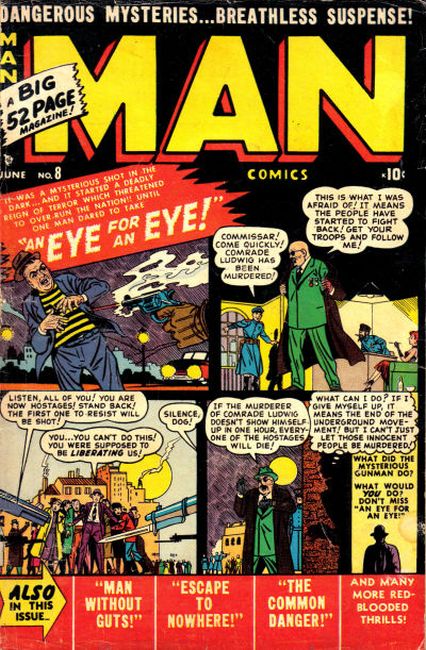 DANGEROUS MYSTERIES...BREATHLESS SUSPENSE!
MAN
A BIG
52 PAGE
MAGAZINE!
MAN
COMICS
JUNE NO. 8
10¢
IT WAS A MYSTERIOUS SHOT IN THE
DARK...AND IT STARTED A DEADLY
REIGN OF TERROR WHICH THREATENED
TO OVER-RUN THE NATION!! UNTIL
ONE MAN DARED TO TAKE
"AN EYE FOR
AN EYE!"
COMMISSAR!
COME QUICKLY!
COMRADE
LUDWIG HAS
BEEN
MURDERED!
THIS IS WHAT I WAS
AFRAID OF! IT MEANS
THE PEOPLE HAVE
STARTED TO FIGHT
BACK! GET YOUR
TROOPS AND FOLLOW
ME!
LISTEN, ALL OF YOU! YOU ARE
NOW HOSTAGES! STAND BACK!
THE FIRST ONE TO RESIST WILL
BE SHOT!
YOU...YOU CAN'T DO THIS!
YOU WERE SUPPOSED TO
BE LIBERATING US!
SILENCE,
DOG!
IF THE MURDERER
OF COMRADE LUDWIG
DOESN'T SHOW HIMSELF
UP IN ONE HOUR, EVERY-
ONE OF THE HOSTAGES
WILL DIE!
WHAT CAN I DO? IF I
GIVE MYSELF UP, IT
MEANS THE END OF THE
UNDERGROUND MOVE-
MENT! BUT I CAN'T JUST
LET THOSE INNOCENT
PEOPLE BE MURDERED!
WHAT DID THE
MYSTERIOUS
GUNMAN DO?
WHAT WOULD
YOU DO?
DON'T MISS
"AN EYE FOR
AN EYE!"
ALSO
IN THIS
ISSUE...
"MAN
WITHOUT
GUTS!"
"ESCAPE
TO
NOWHERE!"
"THE
COMMON
DANGER!"
AND MANY
MORE RED-
BLOODED
THRILLS!